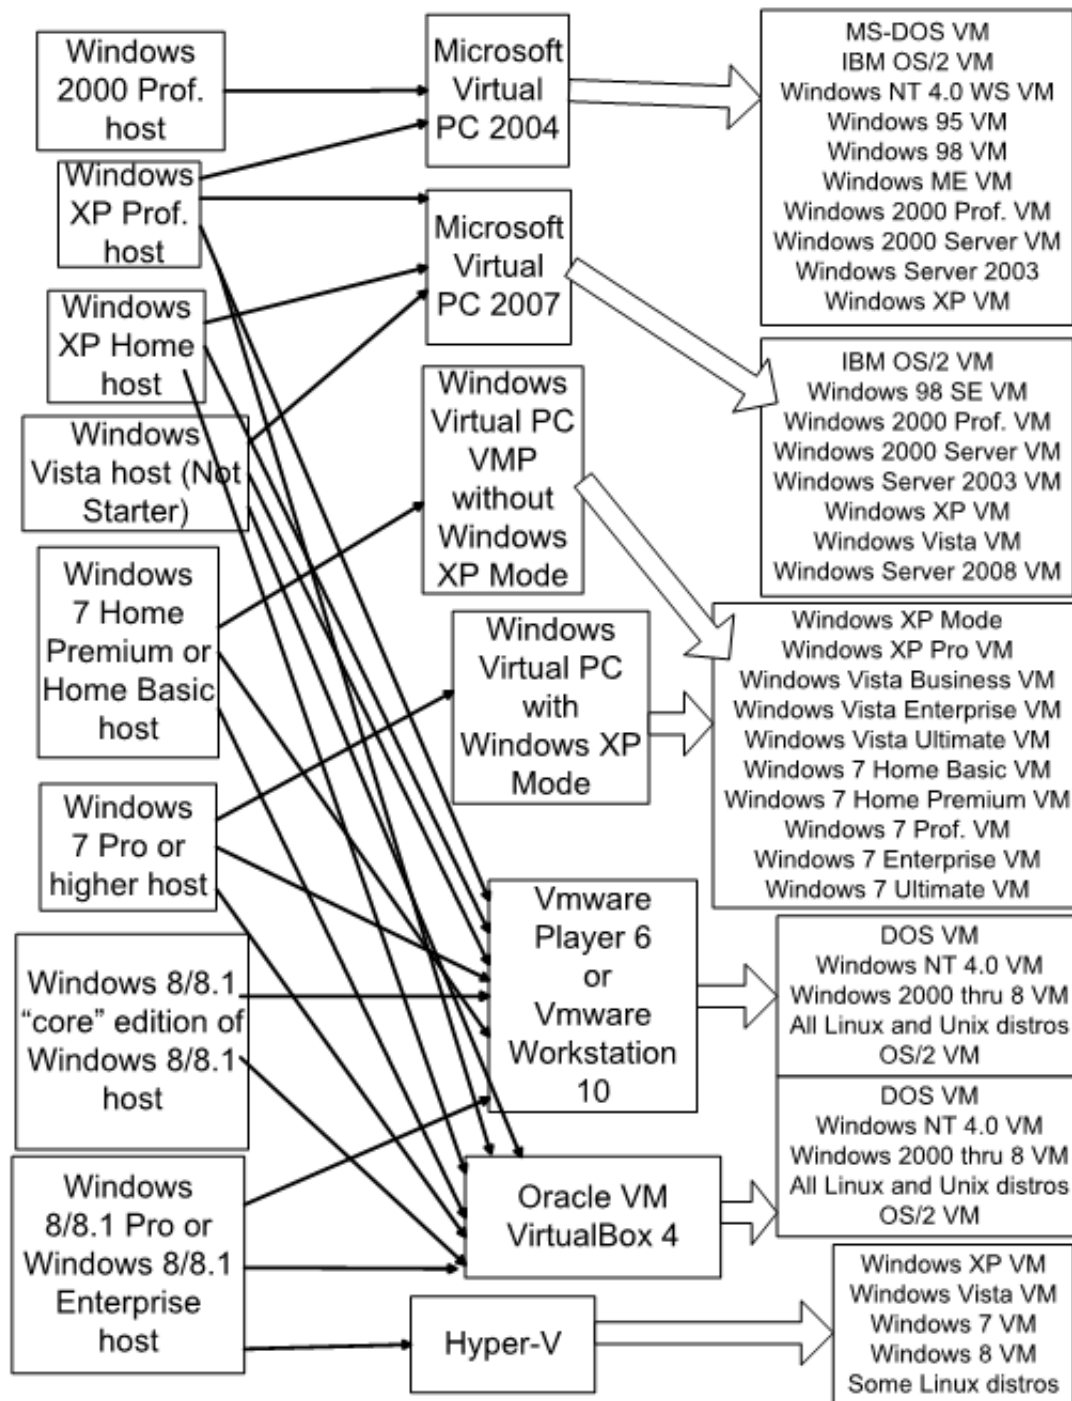 Windows
2000 Prof.
host
Windows
XP Prof.
host
Windows
XP Home
host
Windows
Vista host (Not
Starter)
Windows
7 Home
Premium or
Home Basic
host
Windows
7 Pro or
higher host
Windows 8/8.1
“core” edition of
Windows 8/8.1
host
Windows
8/8.1 Pro or
Windows 8/8.1
Enterprise
host
Microsoft
Virtual
PC 2004
Microsoft
Virtual
PC 2007
Windows
Virtual PC
VMP
without
Windows
XP Mode
Windows
Virtual PC
with
Windows XP
Mode
Vmware
Player 6
or
Vmware
Workstation
10
Oracle VM
VirtualBox 4
Hyper-V
MS-DOS VM
IBM OS/2 VM
Windows NT 4.0 WS VM
Windows 95 VM
Windows 98 VM
Windows ME VM
Windows 2000 Prof. VM
Windows 2000 Server VM
Windows Server 2003
Windows XP VM
IBM OS/2 VM
Windows 98 SE VM
Windows 2000 Prof. VM
Windows 2000 Server VM
Windows Server 2003 VM
Windows XP VM
Windows Vista VM
Windows Server 2008 VM
Windows XP Mode
Windows XP Pro VM
Windows Vista Business VM
Windows Vista Enterprise VM
Windows Vista Ultimate VM
Windows 7 Home Basic VM
Windows 7 Home Premium VM
Windows 7 Prof. VM
Windows 7 Enterprise VM
Windows 7 Ultimate VM
DOS VM
Windows NT 4.0 VM
Windows 2000 thru 8 VM
All Linux and Unix distros
OS/2 VM
DOS VM
Windows NT 4.0 VM
Windows 2000 thru 8 VM
All Linux and Unix distros
OS/2 VM
Windows XP VM
Windows Vista VM
Windows 7 VM
Windows 8 VM
Some Linux distros